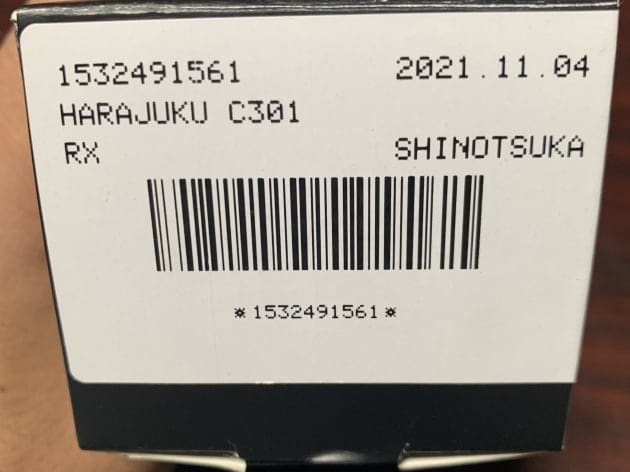 1532491561 2021.11.04
HARAJUKU C301
RX SHINOTSUKA
*1532491561*